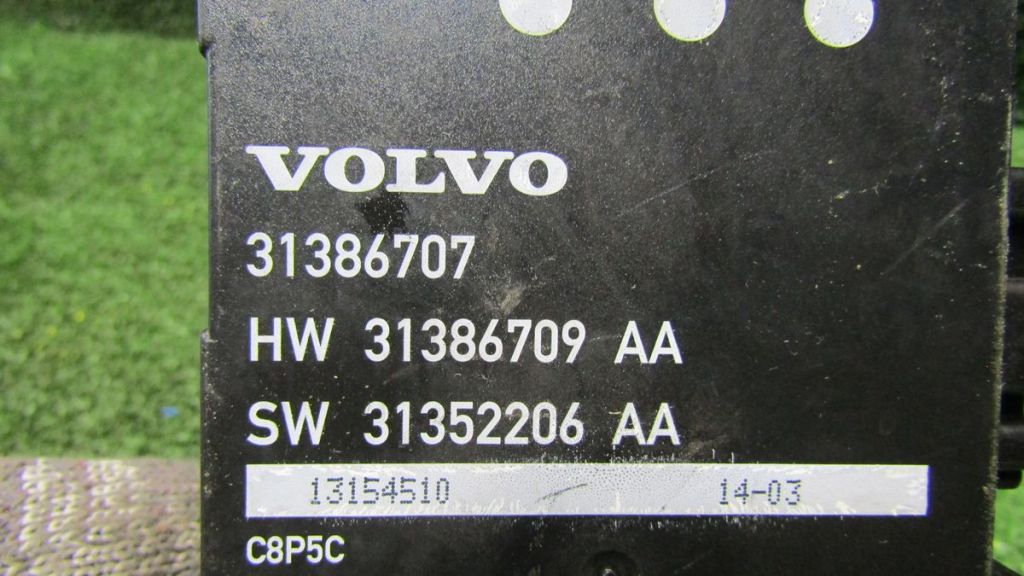 VOLVO
31386707
HW 31386709 AA
SW 31352206 AA
13154510 14-03
C8P5C